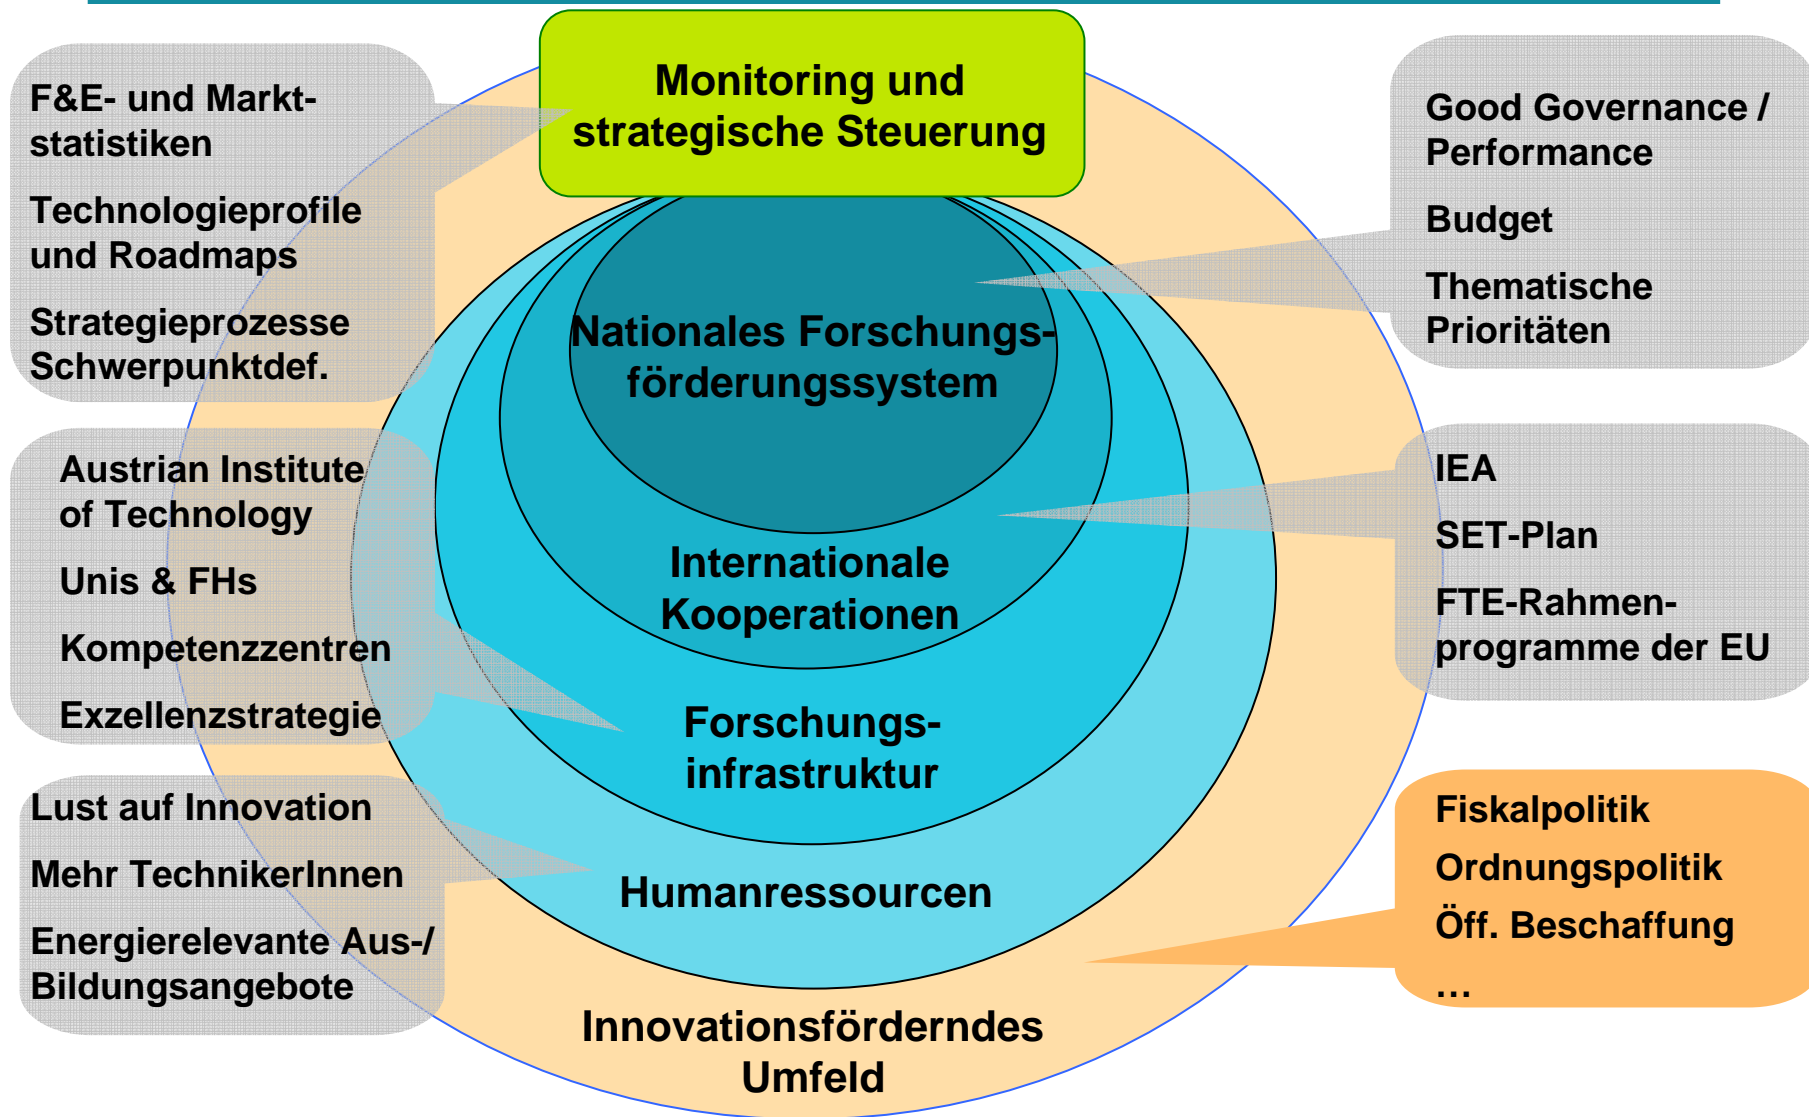 Monitoring und
strategische Steuerung
F&E- und Markt-
statistiken
Technologieprofile
und Roadmaps
Strategieprozesse
Schwerpunktdef.
Good Governance /
Performance
Budget
Thematische
Prioritäten
Nationales Forschungs-
förderungssystem
Austrian Institute
of Technology
Unis & FHs
Kompetenzzentren
Exzellenzstrategie
IEA
SET-Plan
FTE-Rahmen-
programme der EU
Internationale
Kooperationen
Forschungs-
infrastruktur
Lust auf Innovation
Mehr TechnikerInnen
Energierelevante Aus-/
Bildungsangebote
Humanressourcen
Fiskalpolitik
Ordnungspolitik
Öff. Beschaffung
…
Innovationsförderndes
Umfeld